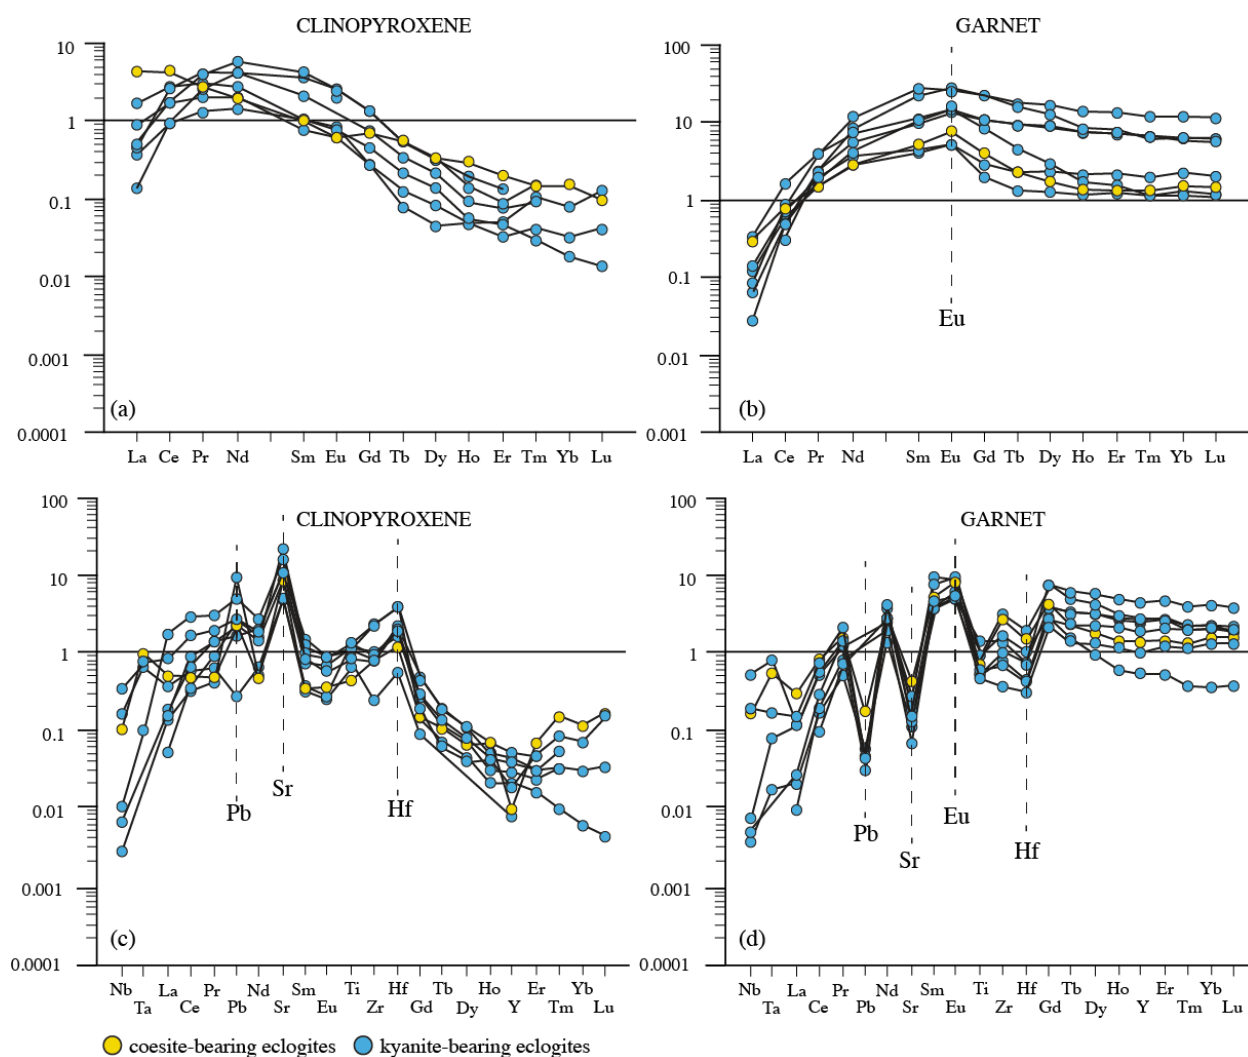 CLINOPYROXENE
10
1
0.1
0.01
0.001
0.0001
(a)
La Ce Pr Nd Sm Eu Gd Tb Dy Ho Er Tm Yb Lu
GARNET
100
10
1
0.1
0.01
.001
Eu
(b)
La Ce Pr Nd Sm Eu Gd Tb Dy Ho Er Tm Yb Lu
CLINOPYROXENE
100
10
1
0.1
0.01
0.001
0.0001
Pb
Sr
Hf
(c)
Nb Ta La Ce Pr Pb Nd Sr Sm Eu Ti Zr Hf Gd Tb Dy Ho Y Er Tm Yb Lu
GARNET
100
10
1
0.1
0.01
0.001
0.0001
Pb
Sr
Eu
Hf
(d)
Nb Ta La Ce Pr Pb Nd Sr Sm Eu Ti Zr Hf Gd Tb Dy Ho Y Er Tm Yb Lu
coesite-bearing eclogites
kyanite-bearing eclogites